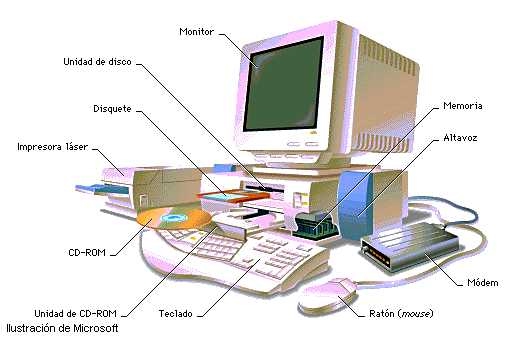 Monitor
Unidad de disco
Disquete
Memoria
Altavoz
Impresora láser
CD-ROM
Módem
Unidad de CD-ROM
Teclado
Ratón (mouse)
Ilustración de Microsoft